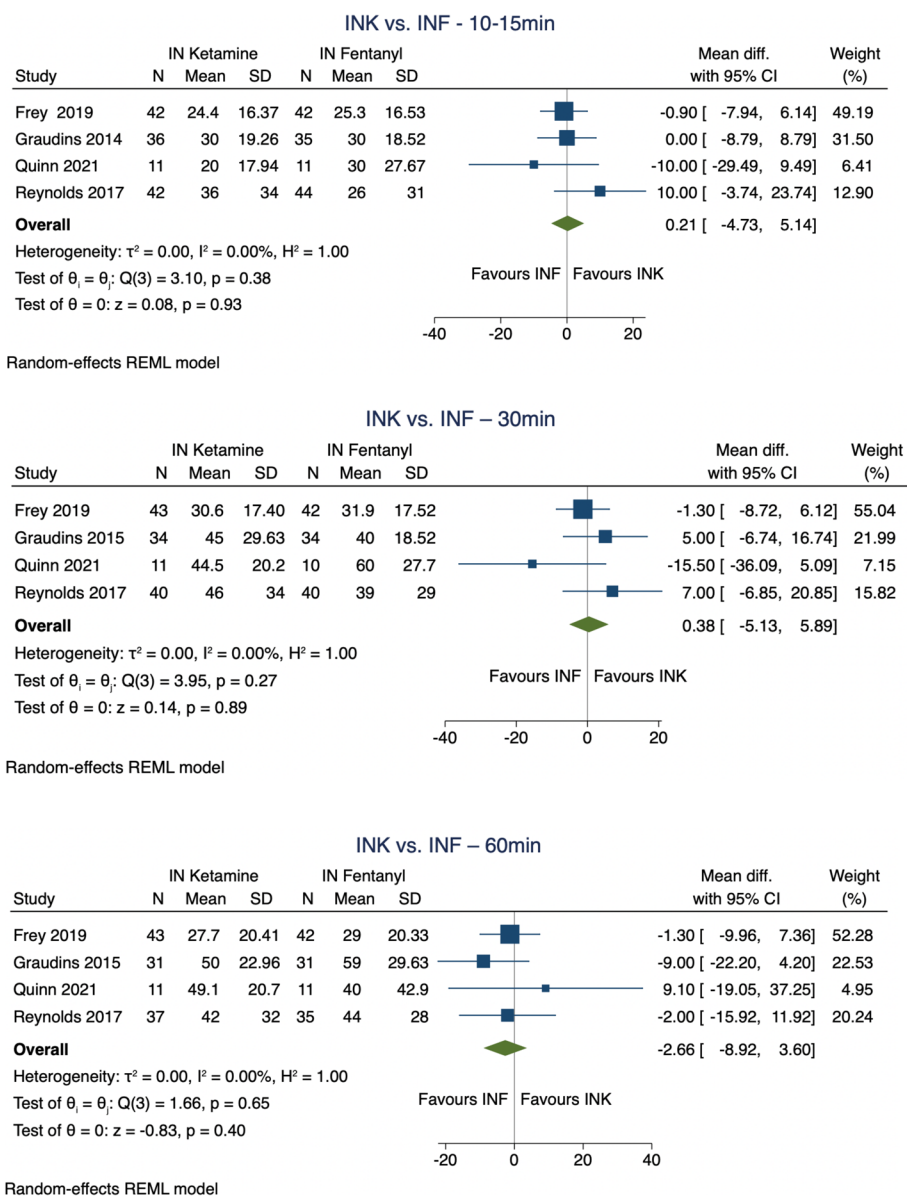 INK vs. INF - 10-15min
IN Ketamine IN Fentanyl Mean diff. Weight
Study N Mean SD N Mean SD with 95% CI (%)
Frey 2019 42 24.4 16.37 42 25.3 16.53 -0.90 [ -7.94, 6.14] 49.19
Graudins 2014 36 30 19.26 35 30 18.52 0.00 [ -8.79, 8.79] 31.50
Quinn 2021 11 20 17.94 11 30 27.67 -10.00 [ -29.49, 9.49] 6.41
Reynolds 2017 42 36 34 44 26 31 10.00 [ -3.74, 23.74] 12.90
Overall 0.21 [ -4.73, 5.14]
Heterogeneity: τ² = 0.00, I² = 0.00%, H² = 1.00
Test of θᵢ = θⱼ: Q(3) = 3.10, p = 0.38
Favours INF Favours INK
Test of θ = 0: z = 0.08, p = 0.93
-40 -20 0 20
Random-effects REML model
INK vs. INF – 30min
IN Ketamine IN Fentanyl Mean diff. Weight
Study N Mean SD N Mean SD with 95% CI (%)
Frey 2019 43 30.6 17.40 42 31.9 17.52 -1.30 [ -8.72, 6.12] 55.04
Graudins 2015 34 45 29.63 34 40 18.52 5.00 [ -6.74, 16.74] 21.99
Quinn 2021 11 44.5 20.2 10 60 27.7 -15.50 [ -36.09, 5.09] 7.15
Reynolds 2017 40 46 34 40 39 29 7.00 [ -6.85, 20.85] 15.82
Overall 0.38 [ -5.13, 5.89]
Heterogeneity: τ² = 0.00, I² = 0.00%, H² = 1.00
Test of θᵢ = θⱼ: Q(3) = 3.95, p = 0.27
Favours INF Favours INK
Test of θ = 0: z = 0.14, p = 0.89
-40 -20 0 20
Random-effects REML model
INK vs. INF – 60min
IN Ketamine IN Fentanyl Mean diff. Weight
Study N Mean SD N Mean SD with 95% CI (%)
Frey 2019 43 27.7 20.41 42 29 20.33 -1.30 [ -9.96, 7.36] 52.28
Graudins 2015 31 50 22.96 31 59 29.63 -9.00 [ -22.20, 4.20] 22.53
Quinn 2021 11 49.1 20.7 11 40 42.9 9.10 [ -19.05, 37.25] 4.95
Reynolds 2017 37 42 32 35 44 28 -2.00 [ -15.92, 11.92] 20.24
Overall -2.66 [ -8.92, 3.60]
Heterogeneity: τ² = 0.00, I² = 0.00%, H² = 1.00
Test of θᵢ = θⱼ: Q(3) = 1.66, p = 0.65
Favours INF Favours INK
Test of θ = 0: z = -0.83, p = 0.40
-20 0 20 40
Random-effects REML model